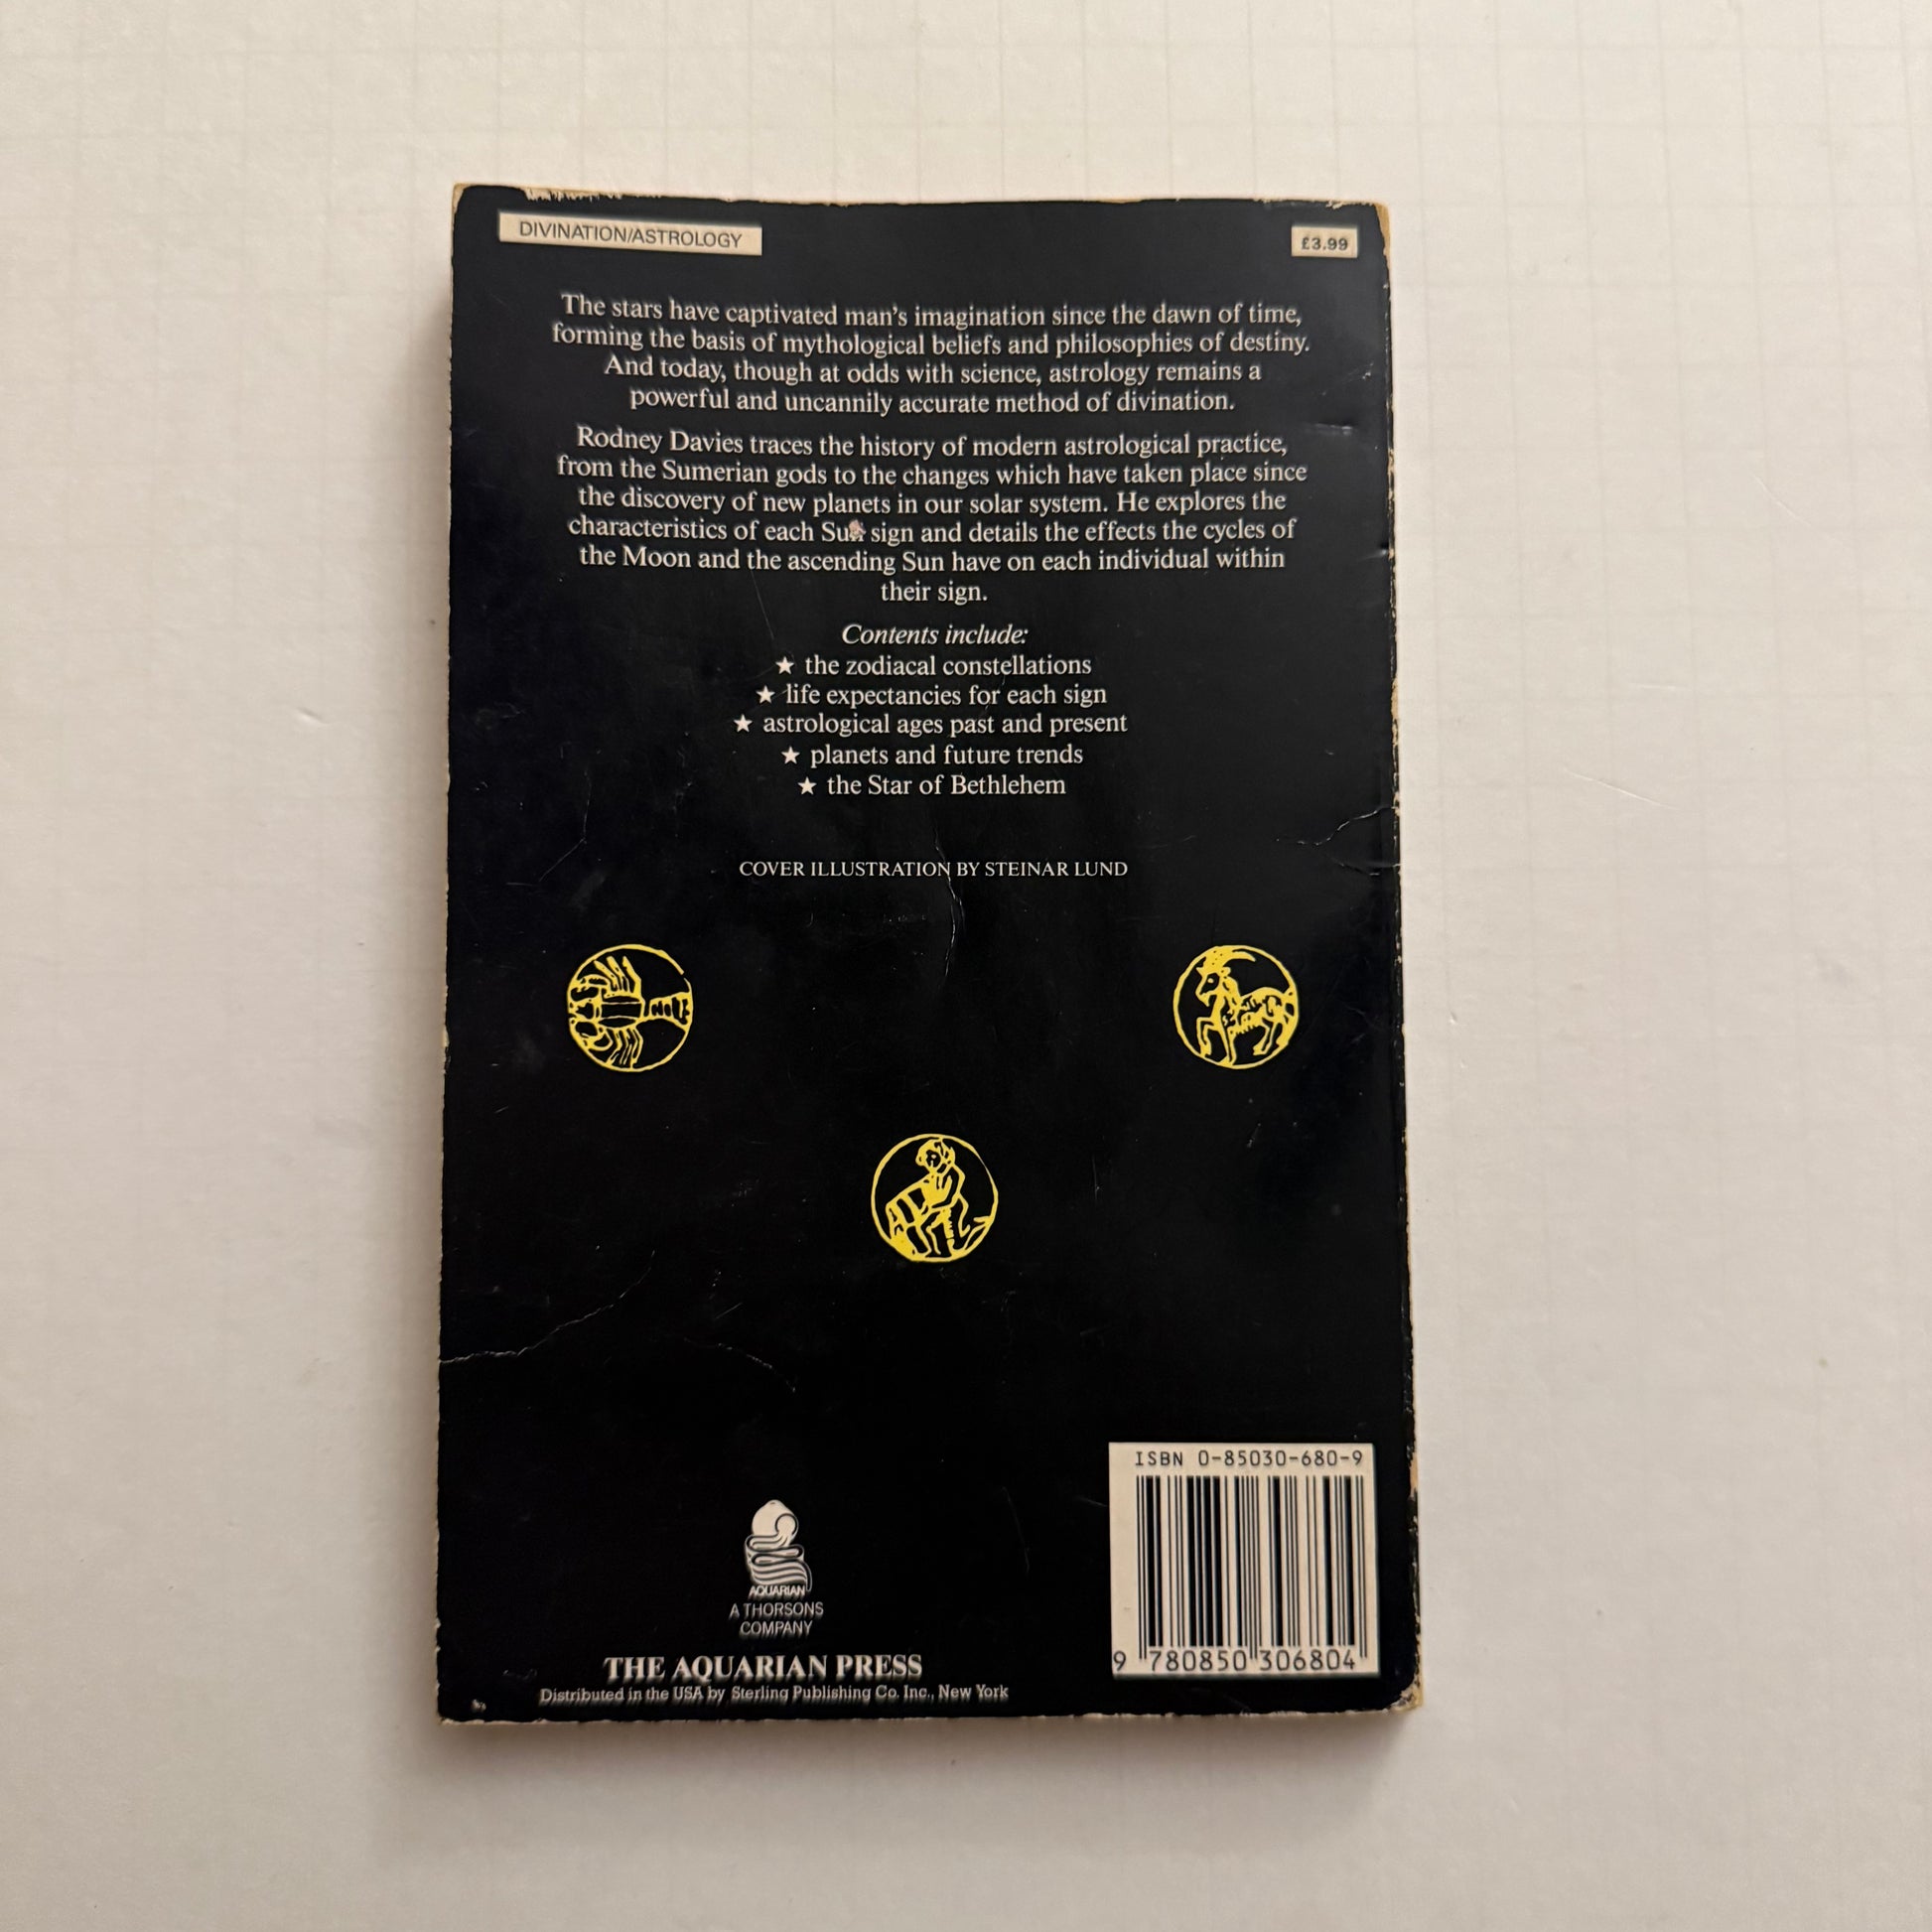 DIVINATION/ASTROLOGY
£3.99
The stars have captivated man's imagination since the dawn of time,
forming the basis of mythological beliefs and philosophies of destiny.
And today, though at odds with science, astrology remains a
powerful and uncannily accurate method of divination.
Rodney Davies traces the history of modern astrological practice,
from the Sumerian gods to the changes which have taken place since
the discovery of new planets in our solar system. He explores the
characteristics of each Sun sign and details the effects the cycles of
the Moon and the ascending Sun have on each individual within
their sign.
Contents include:
★ the zodiacal constellations
★ life expectancies for each sign
★ astrological ages past and present
★ planets and future trends
★ the Star of Bethlehem
COVER ILLUSTRATION BY STEINAR LUND
ISBN 0-85030-680-9
9 780850 306804
AQUARIAN
A THORSONS
COMPANY
THE AQUARIAN PRESS
Distributed in the USA by Sterling Publishing Co. Inc., New York